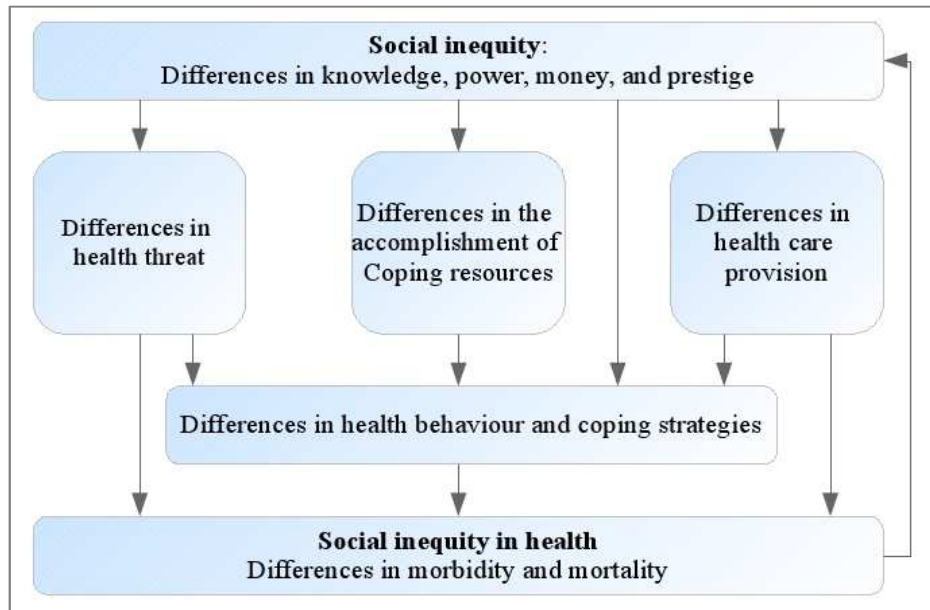 Social inequity:
Differences in knowledge, power, money, and prestige
Differences in
health threat
Differences in the
accomplishment of
Coping resources
Differences in
health care
provision
Differences in health behaviour and coping strategies
Social inequity in health
Differences in morbidity and mortality